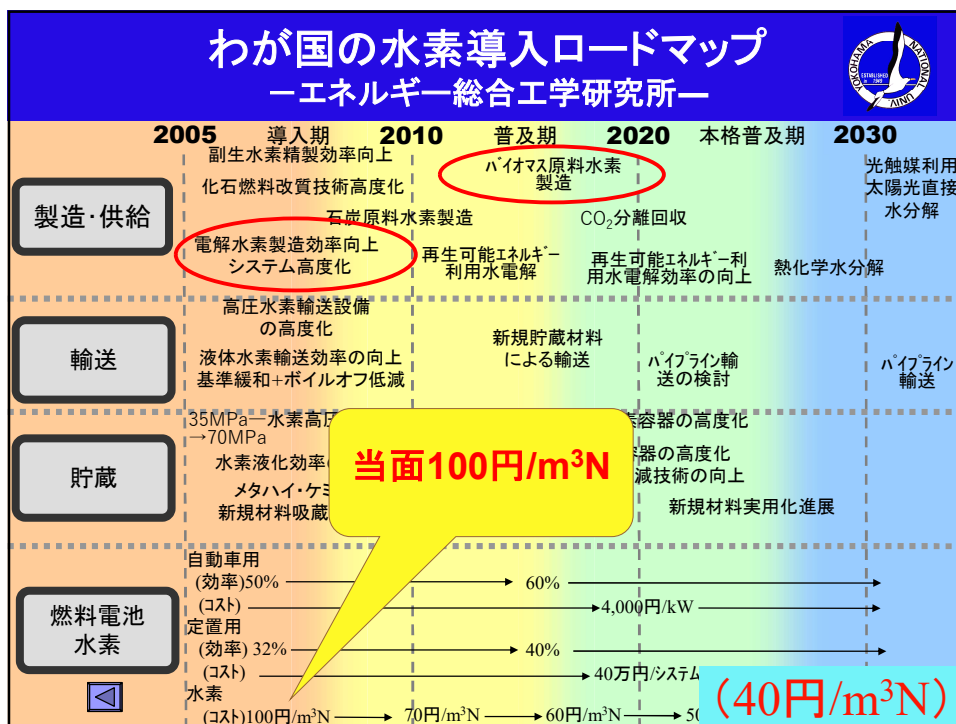 わが国の水素導入ロードマップ
－エネルギー総合工学研究所―
YOKOHAMA NATIONAL UNIV
ESTABLISHED
in 1949
2005 導入期 2010 普及期 2020 本格普及期 2030
製造・供給
副生水素精製効率向上
化石燃料改質技術高度化
石炭原料水素製造
電解水素製造効率向上
システム高度化
バイオマス原料水素
製造
再生可能エネルギー
利用水電解
CO₂分離回収
再生可能エネルギー利
用水電解効率の向上
熱化学水分解
光触媒利用
太陽光直接
水分解
輸送
高圧水素輸送設備
の高度化
液体水素輸送効率の向上
基準緩和+ボイルオフ低減
新規貯蔵材料
による輸送
パイプライン輸
送の検討
パイプライン
輸送
貯蔵
35MPa―水素高圧
→70MPa
水素液化効率の
メタハイ・ケミ
新規材料吸蔵
当面100円/m³N
容器の高度化
容器の高度化
減技術の向上
新規材料実用化進展
燃料電池
水素
自動車用
(効率)50% → 60% →
(コスト) → 4,000円/kW →
定置用
(効率) 32% → 40% →
(コスト) → 40万円/システム
水素
(コスト)100円/m³N → 70円/m³N → 60円/m³N → 50
(40円/m³N)